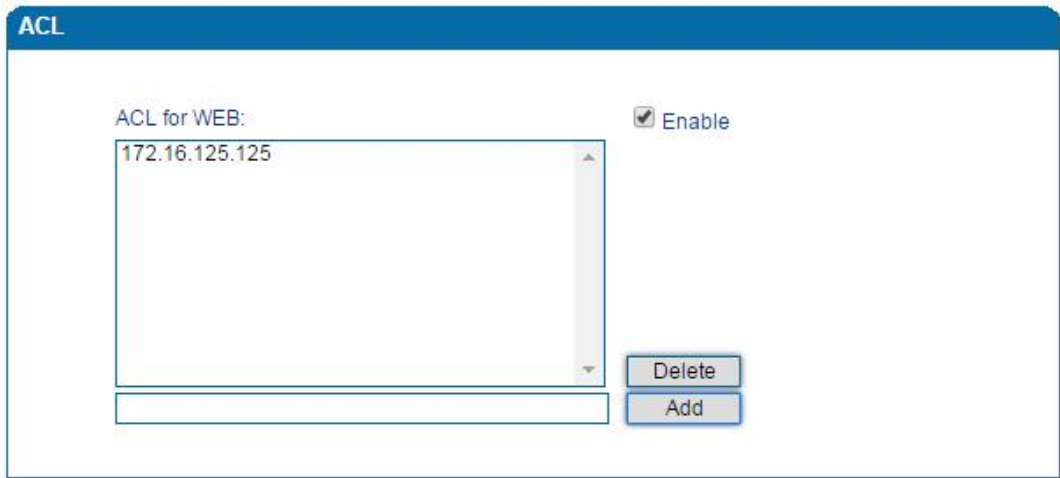 ACL
ACL for WEB:
Enable
172.16.125.125
Delete
Add